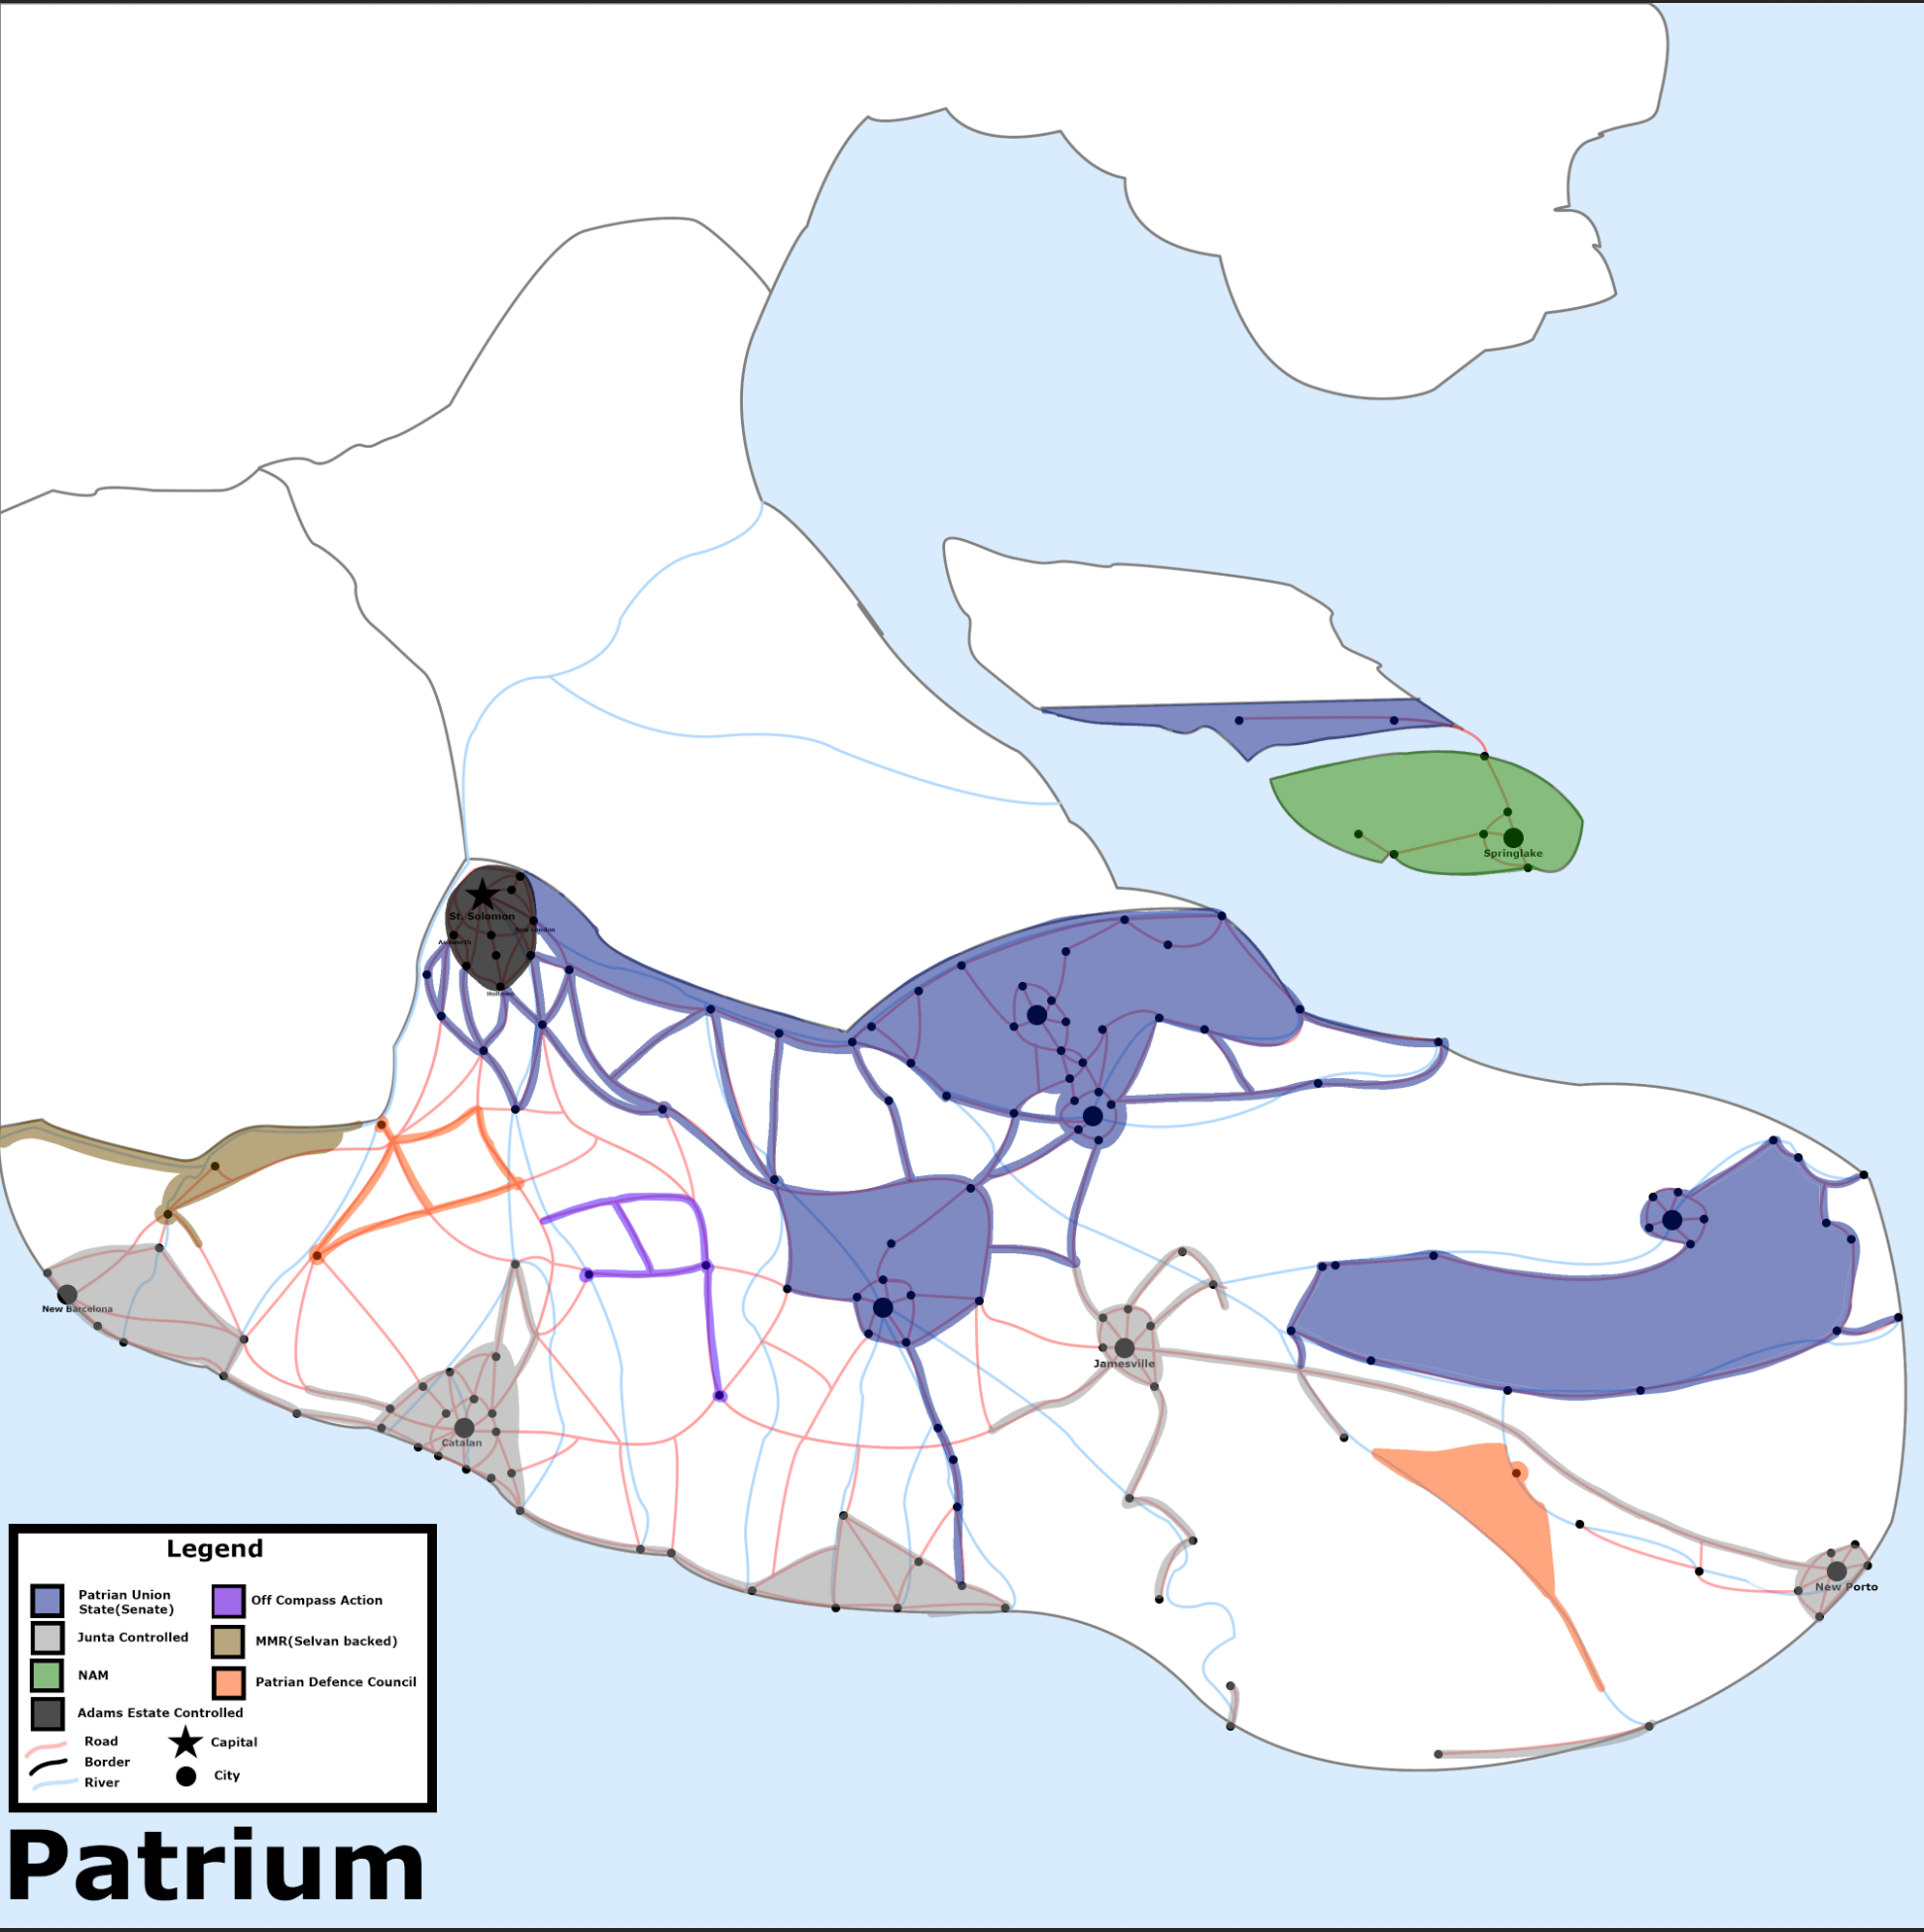 St. Solomon
New London
Ashworth
Springlake
New Barcelona
Jamesville
Catalan
New Porto
Legend
Patrian Union
State(Senate)
Off Compass Action
Junta Controlled
MMR(Selvan backed)
NAM
Patrian Defence Council
Adams Estate Controlled
Road
Capital
Border
City
River
Patrium